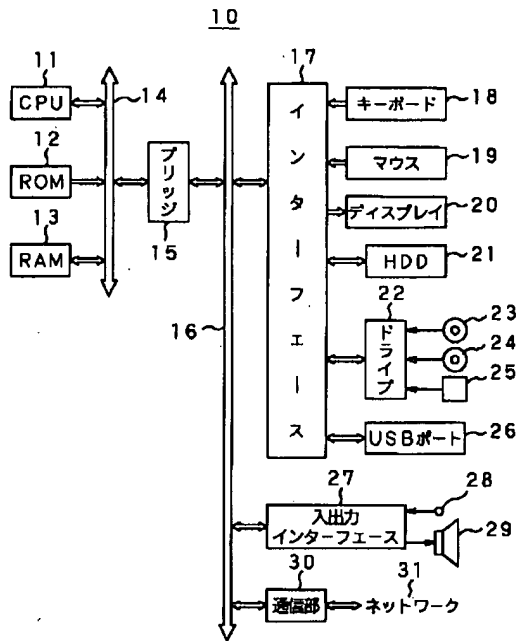 10
11
CPU
14
12
ROM
13
RAM
ブリッジ
15
16
17
インターフェース
キーボード
18
マウス
19
ディスプレイ
20
HDD
21
22
ドライブ
23
24
25
USBポート
26
27
入出力
インターフェース
28
29
30
通信部
31
ネットワーク